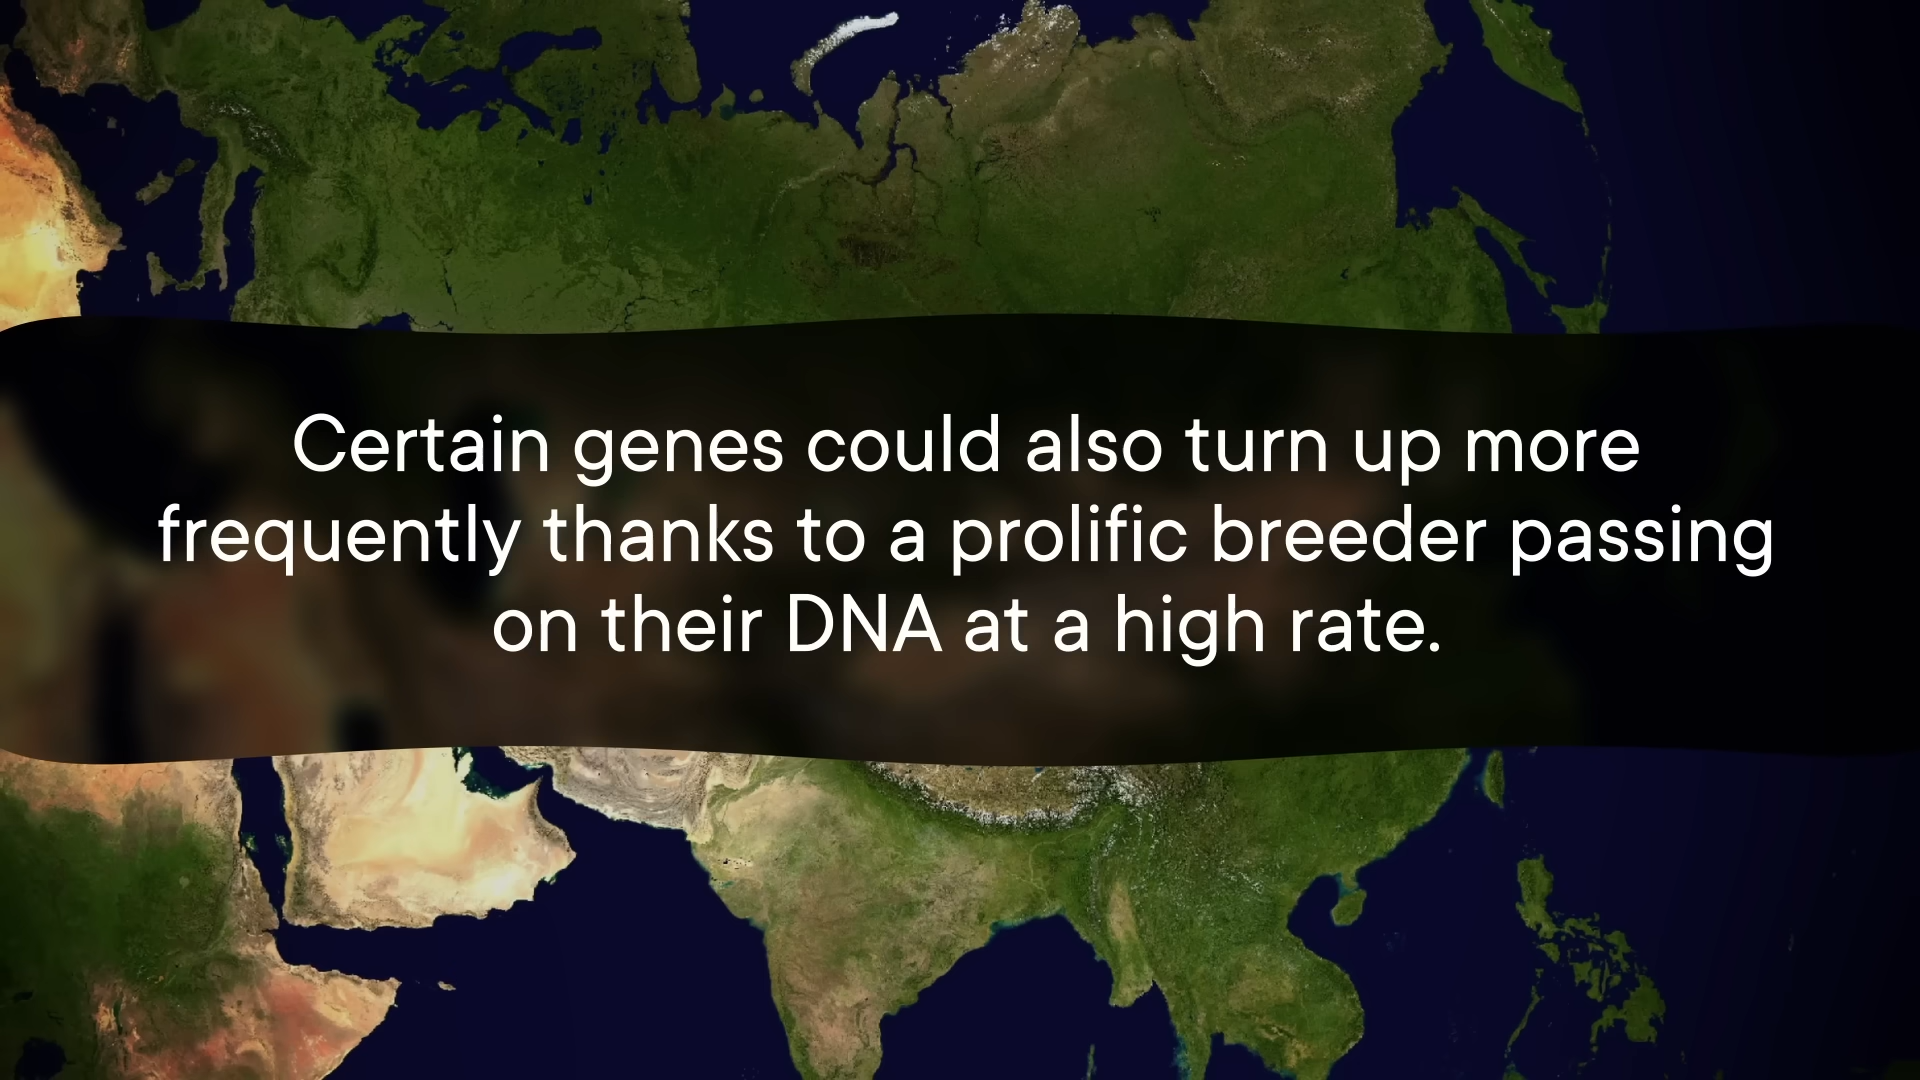 Certain genes could also turn up more
frequently thanks to a prolific breeder passing
on their DNA at a high rate.